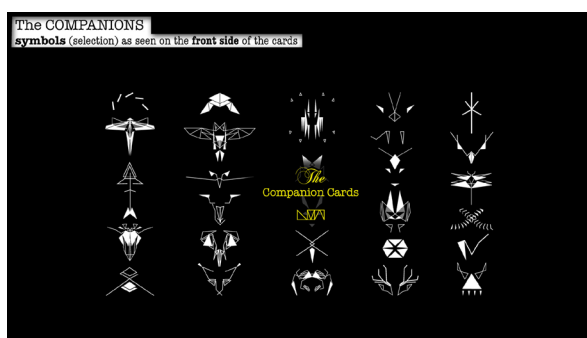 The COMPANIONS
symbols (selection) as seen on the front side of the cards
The
Companion Cards